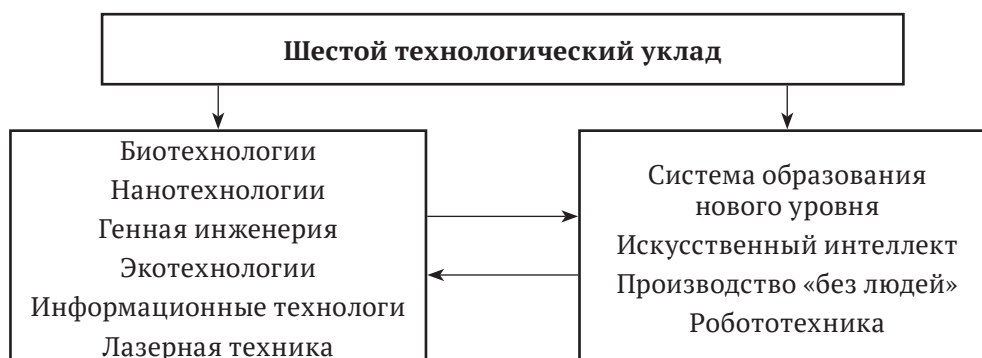 Шестой технологический уклад
Биотехнологии
Нанотехнологии
Генная инженерия
Экотехнологии
Информационные технологи
Лазерная техника
Система образования
нового уровня
Искусственный интеллект
Производство «без людей»
Робототехника